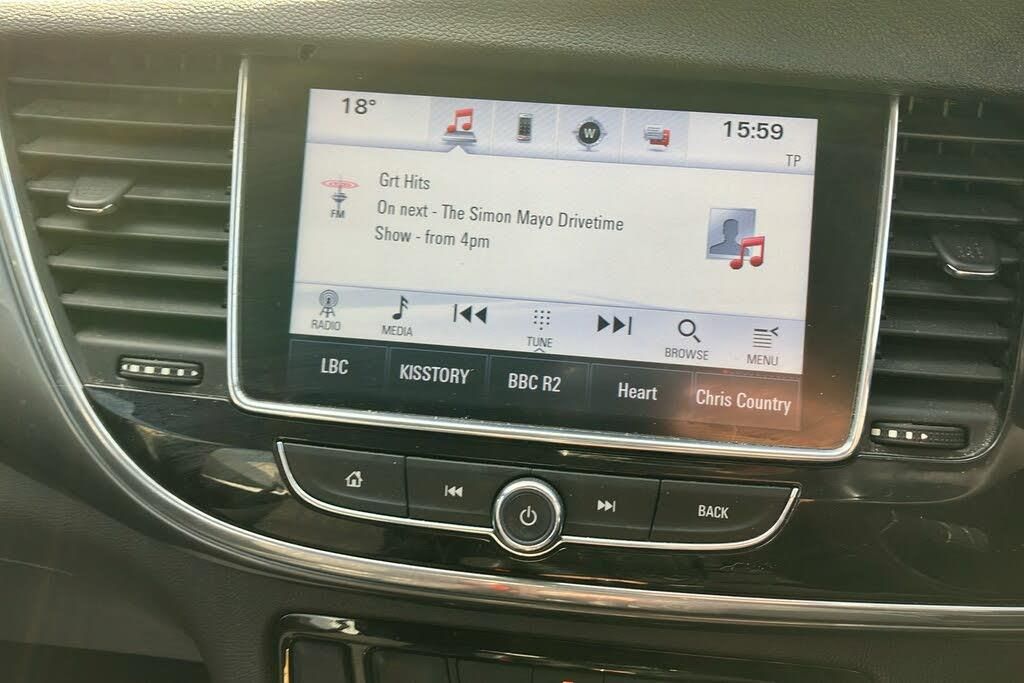 18°
W
15:59
TP
FM
Grt Hits
On next - The Simon Mayo Drivetime
Show - from 4pm
RADIO
MEDIA
TUNE
BROWSE
MENU
LBC
KISSTORY
BBC R2
Heart
Chris Country
BACK